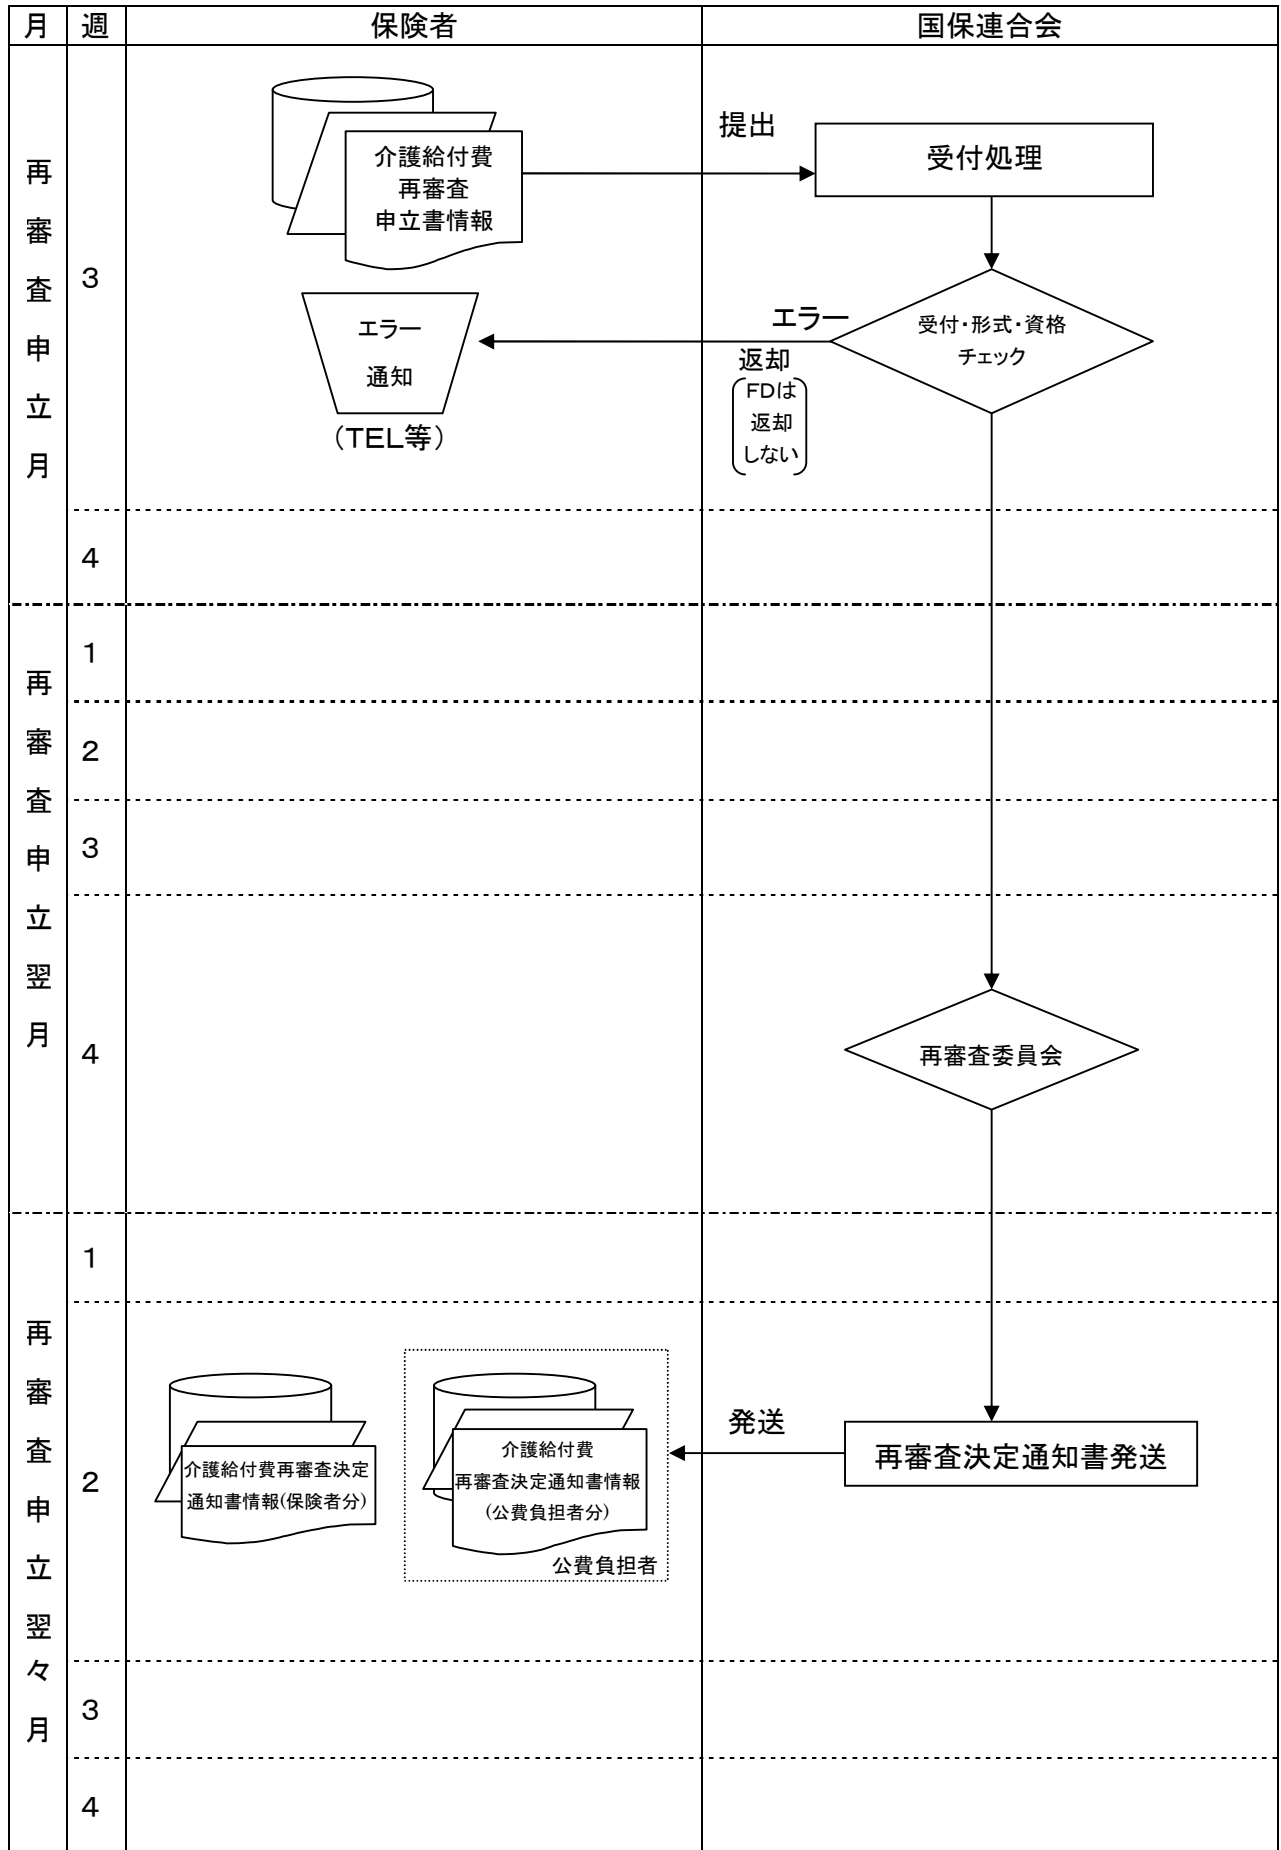 月 週 保険者 国保連合会
再審査申立月
3
介護給付費
再審査
申立書情報
提出
受付処理
エラー
通知
(TEL等)
エラー
返却
FDは
返却
しない
受付・形式・資格
チェック
4
再審査申立翌月
1
2
3
4
再審査委員会
再審査申立翌々月
1
2
介護給付費再審査決定
通知書情報(保険者分)
介護給付費
再審査決定通知書情報
(公費負担者分)
公費負担者
発送
再審査決定通知書発送
3
4